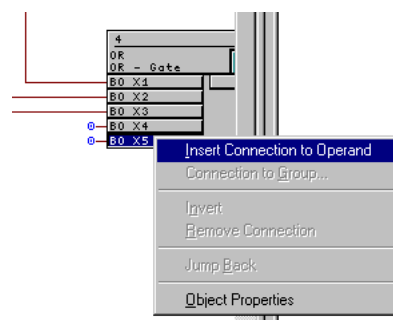 4
OR
OR - Gate
BO X1
BO X2
BO X3
0 BO X4
0 BO X5
Insert Connection to Operand
Connection to Group...
Invert
Remove Connection
Jump Back
Object Properties